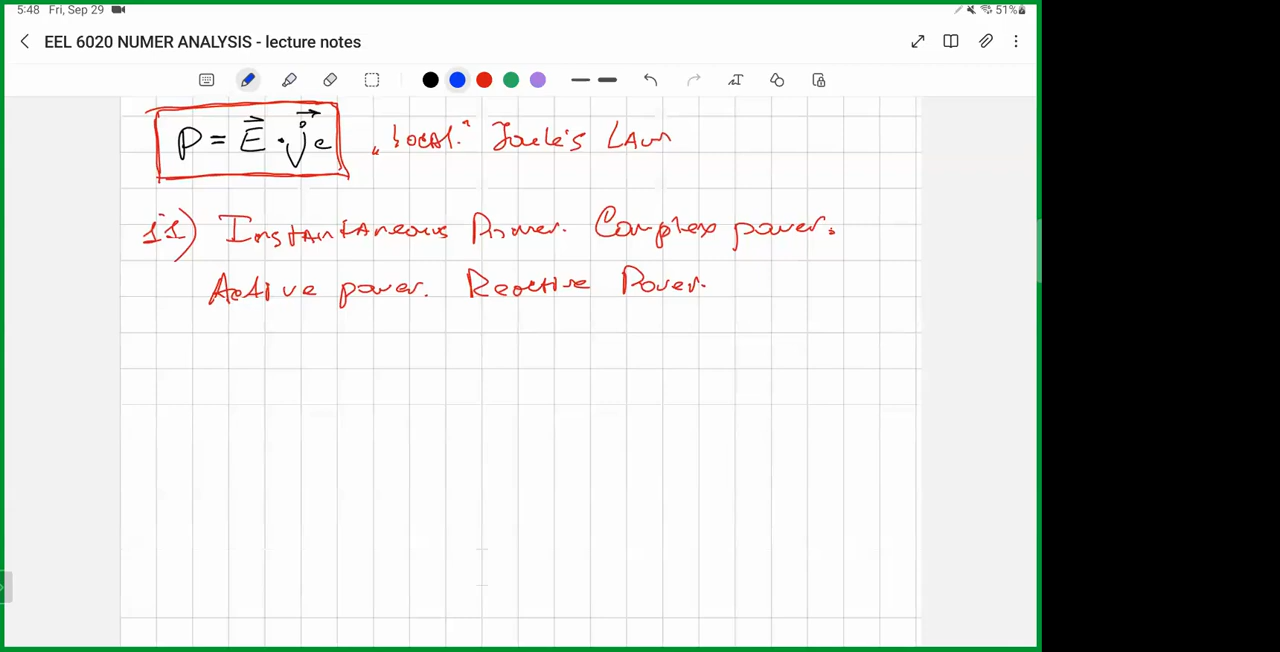 5:48 Fri, Sep 29 51%
EEL 6020 NUMER ANALYSIS - lecture notes
P = E⃗ · j⃗e „local" Joule's Law
11) Instantaneous Power. Complex power.
Active power. Reactive Power.